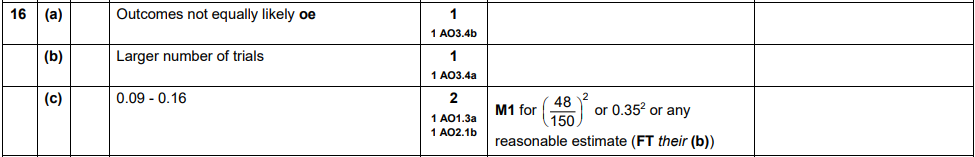 16 (a) Outcomes not equally likely oe 1
1 AO3.4b
(b) Larger number of trials 1
1 AO3.4a
(c) 0.09 - 0.16 2
1 AO1.3a
1 AO2.1b
M1 for (48/150)² or 0.35² or any
reasonable estimate (FT their (b))